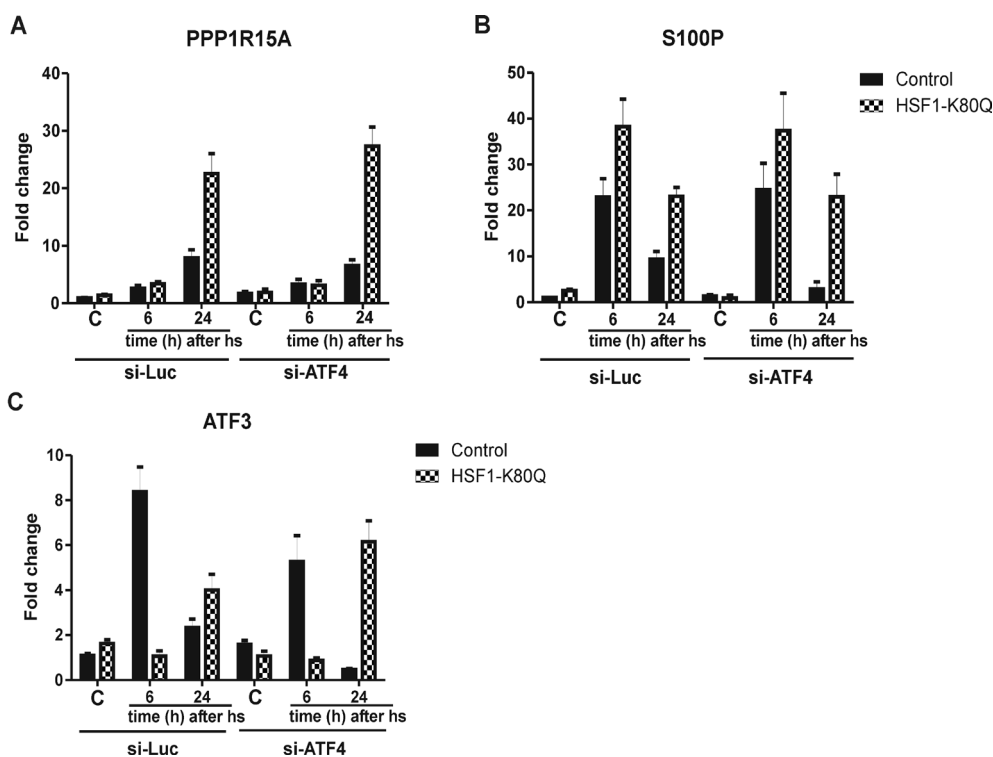 A
PPP1R15A
40
30
20
10
0
Fold change
C
6
24
C
6
24
time (h) after hs
time (h) after hs
si-Luc
si-ATF4
B
S100P
50
40
30
20
10
0
Fold change
Control
HSF1-K80Q
C
6
24
C
6
24
time (h) after hs
time (h) after hs
si-Luc
si-ATF4
C
ATF3
10
8
6
4
2
0
Fold change
Control
HSF1-K80Q
C
6
24
C
6
24
time (h) after hs
time (h) after hs
si-Luc
si-ATF4